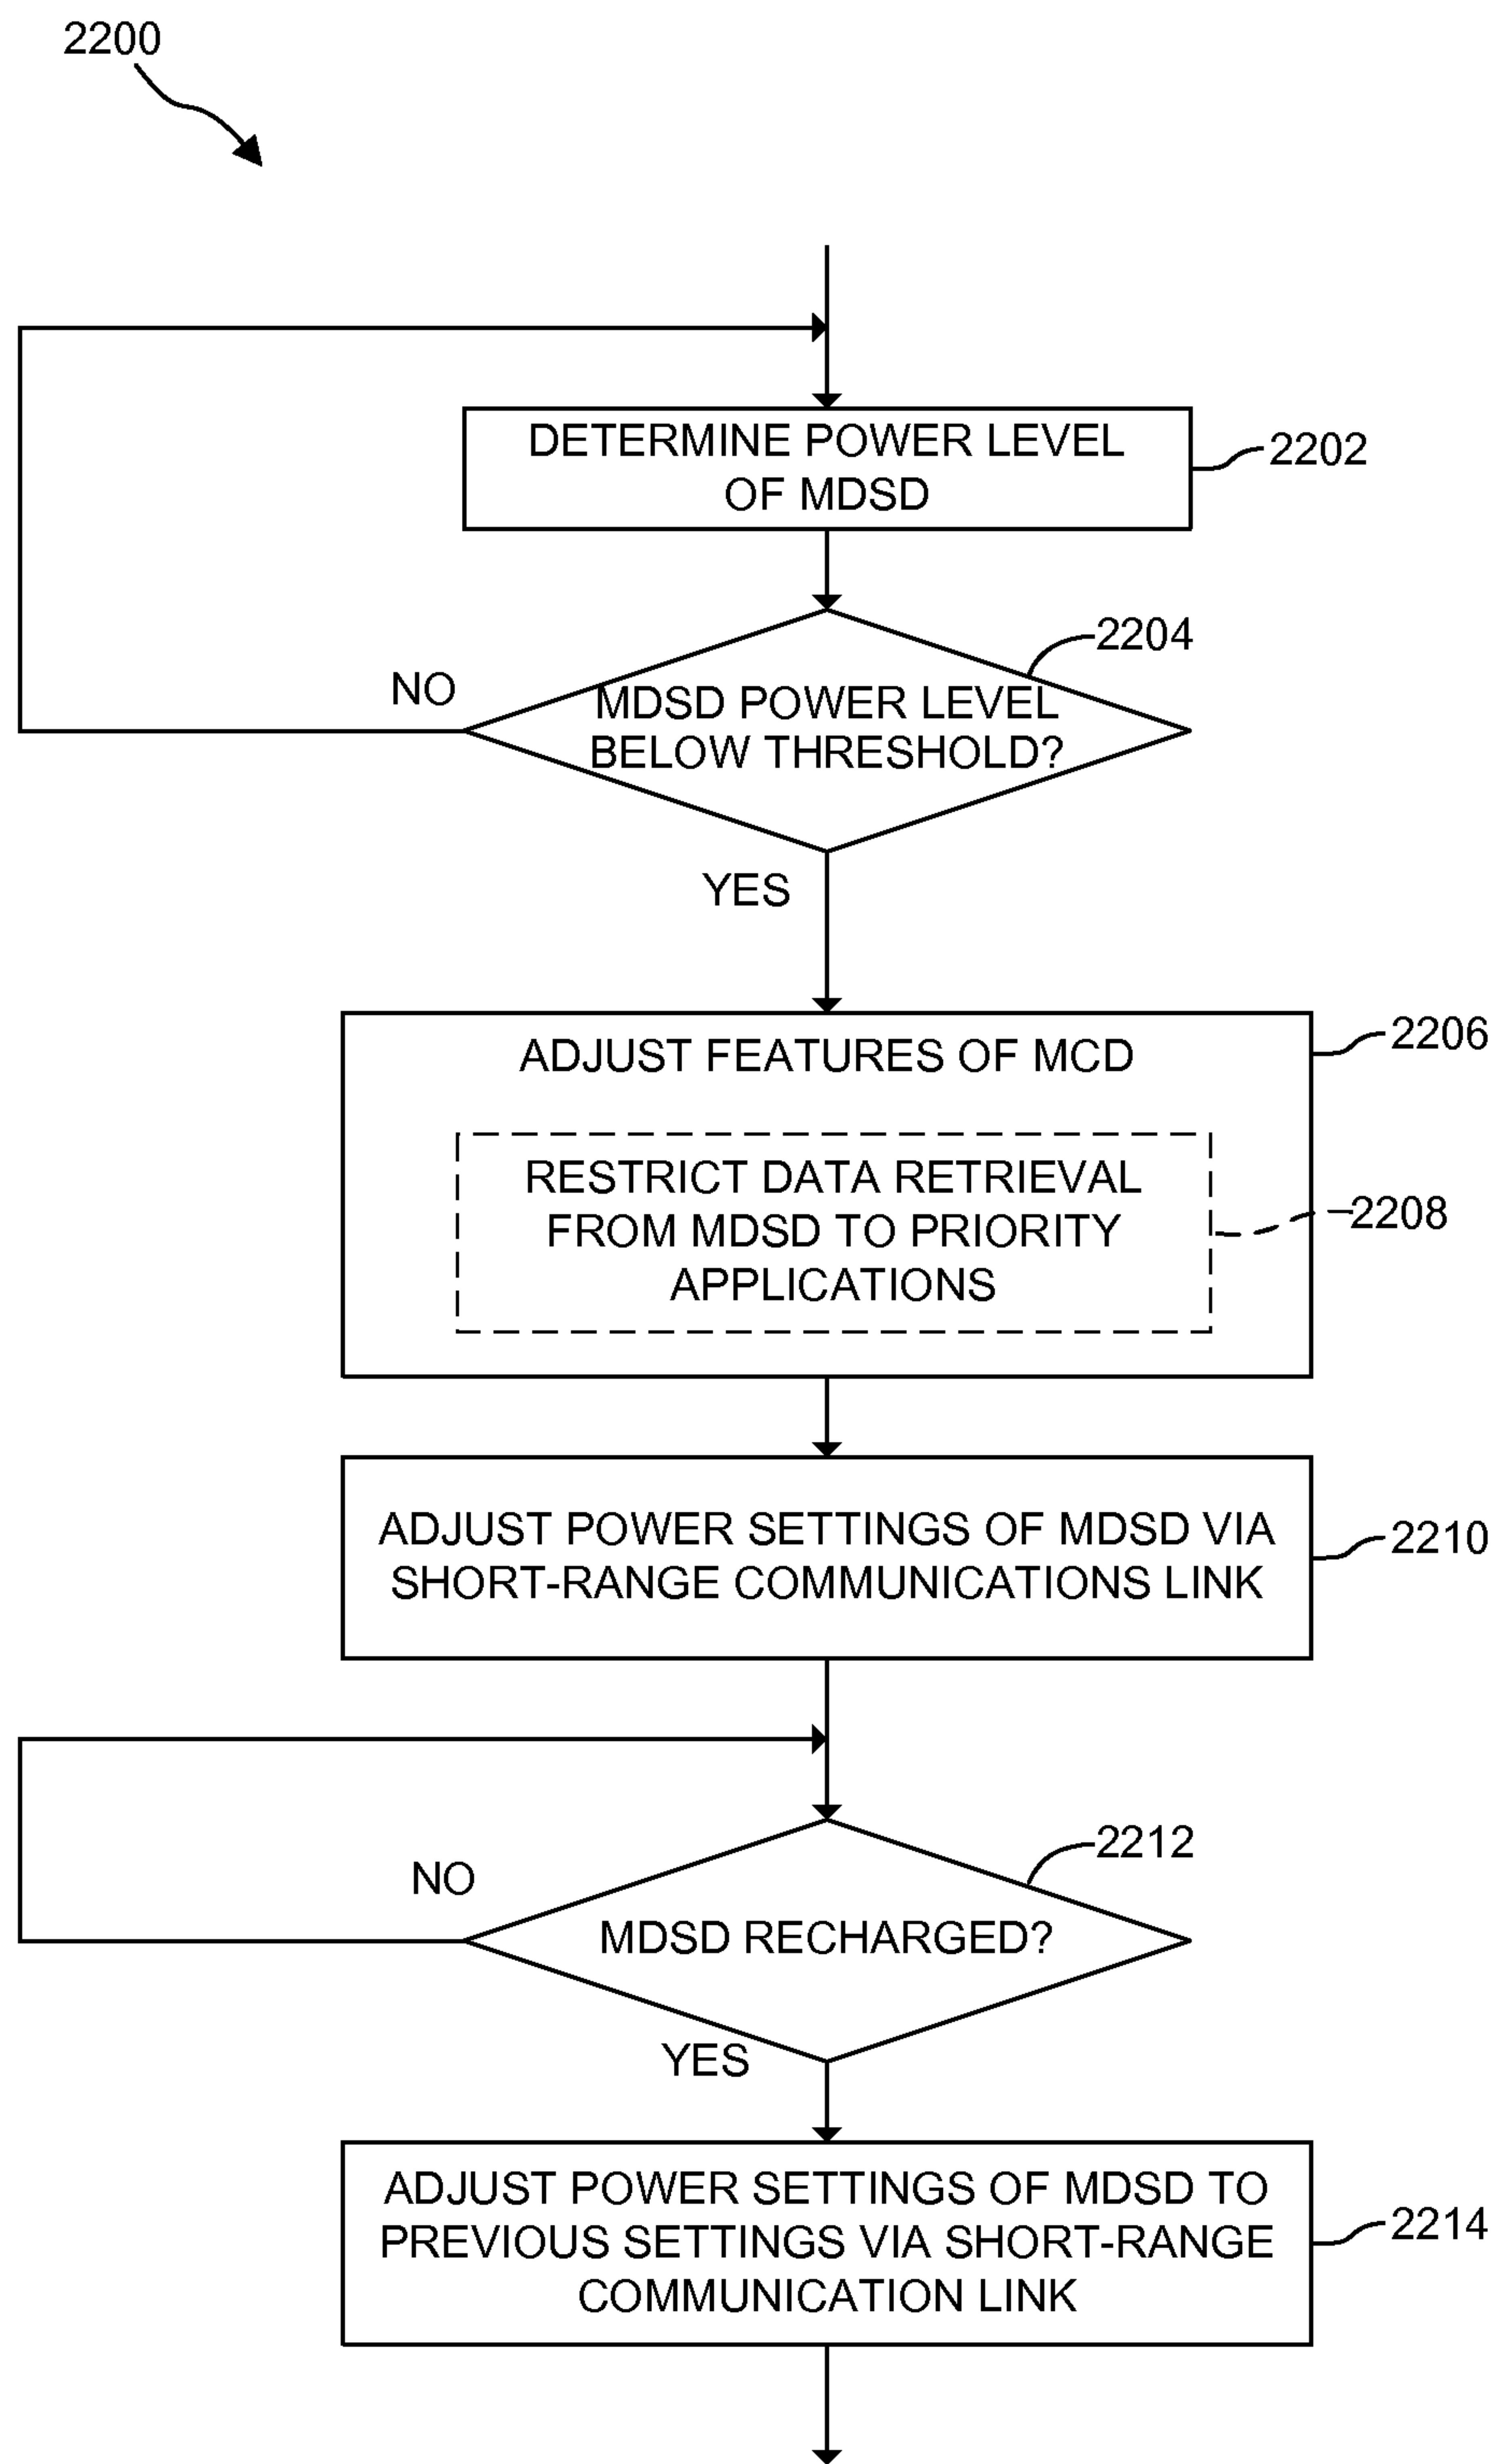 2200
DETERMINE POWER LEVEL
OF MDSD
2202
2204
NO
MDSD POWER LEVEL
BELOW THRESHOLD?
YES
ADJUST FEATURES OF MCD
2206
RESTRICT DATA RETRIEVAL
FROM MDSD TO PRIORITY
APPLICATIONS
2208
ADJUST POWER SETTINGS OF MDSD VIA
SHORT-RANGE COMMUNICATIONS LINK
2210
2212
NO
MDSD RECHARGED?
YES
ADJUST POWER SETTINGS OF MDSD TO
PREVIOUS SETTINGS VIA SHORT-RANGE
COMMUNICATION LINK
2214